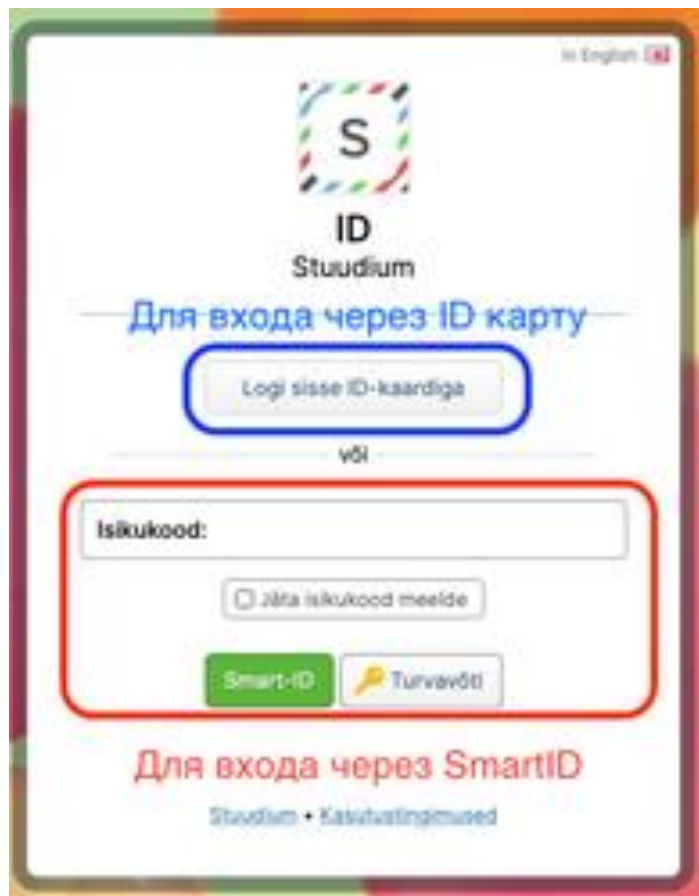 In English
S
ID
Stuudium
Для входа через ID карту
Logi sisse ID-kaardiga
või
Isikukood:
Jäta isikukood meelde
Smart-ID Turvavõti
Для входа через SmartID
Stuudium • Kasutustingimused